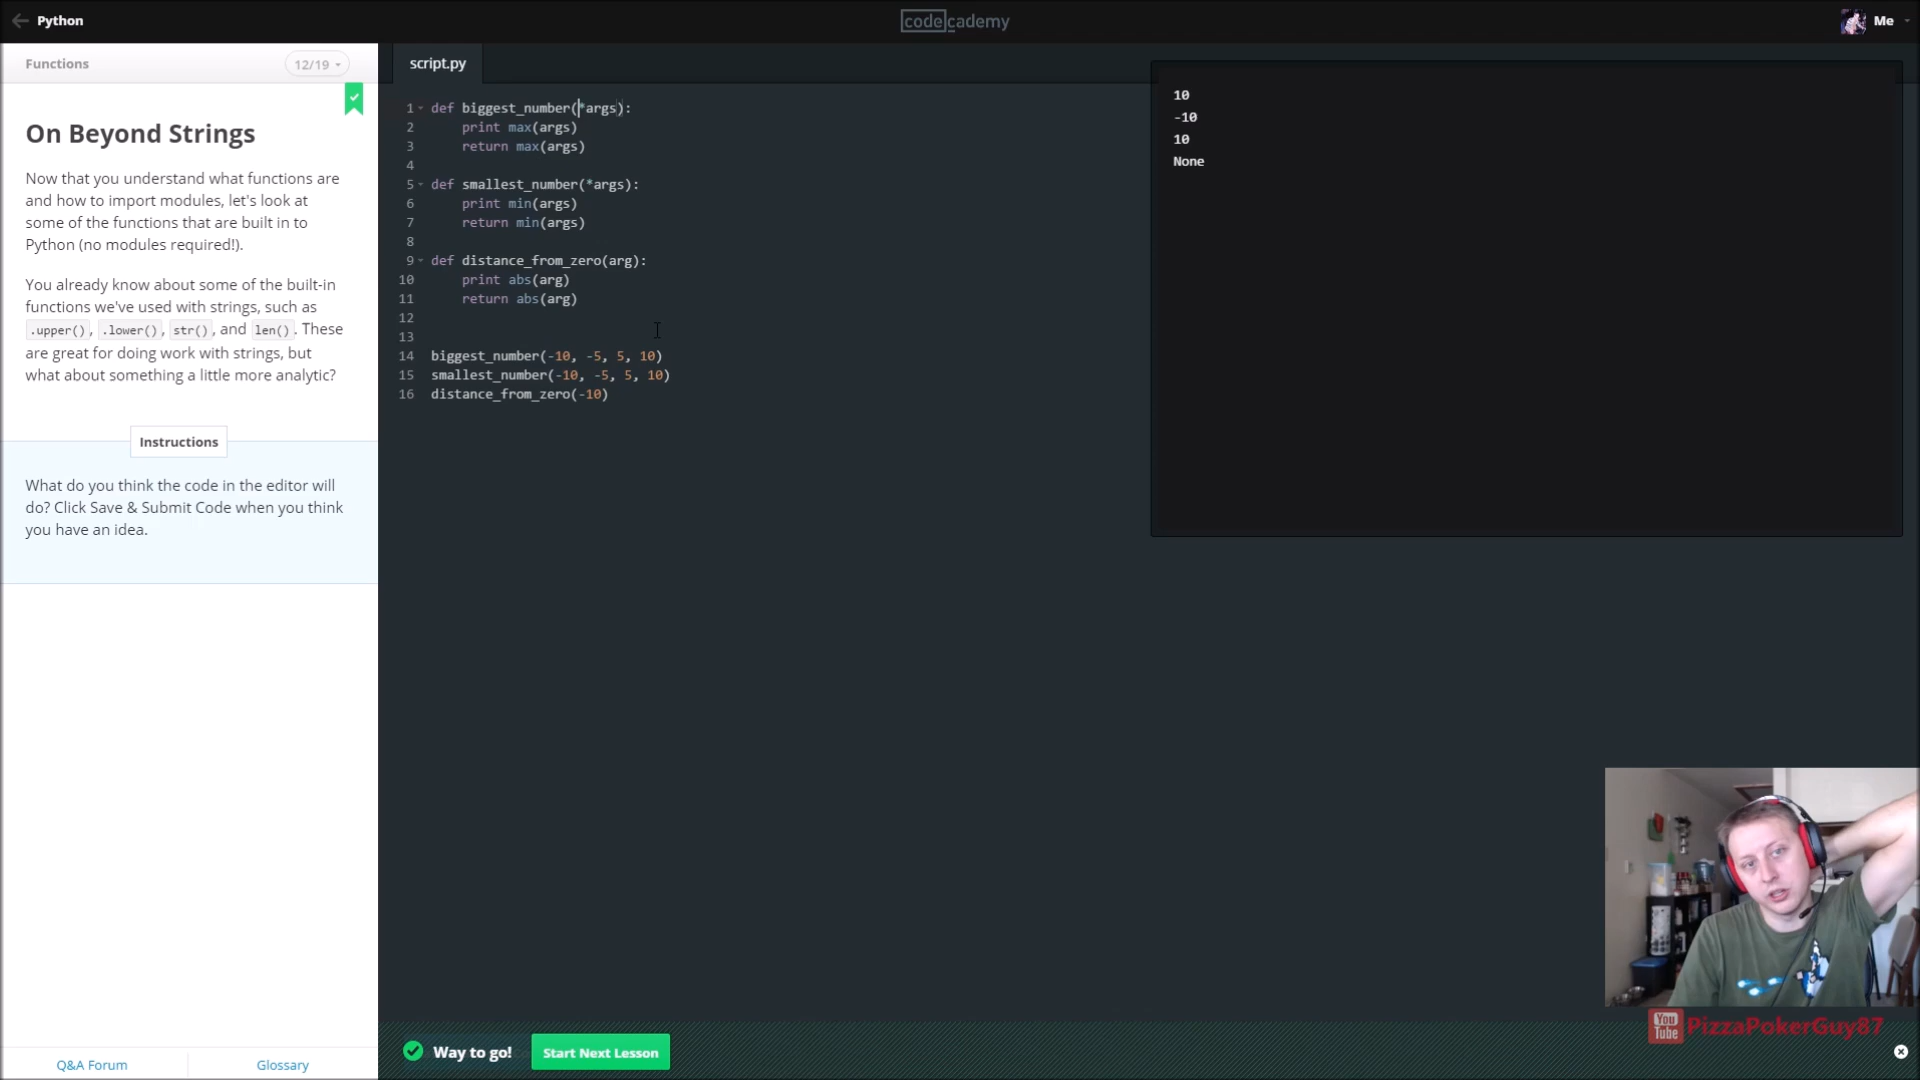 Python
codecademy
Me
Functions
12/19
script.py
On Beyond Strings
Now that you understand what functions are
and how to import modules, let's look at
some of the functions that are built in to
Python (no modules required!).
You already know about some of the built-in
functions we've used with strings, such as
.upper(), .lower(), str(), and len(). These
are great for doing work with strings, but
what about something a little more analytic?
Instructions
What do you think the code in the editor will
do? Click Save & Submit Code when you think
you have an idea.
Q&A Forum
Glossary
1 def biggest_number(*args):
2     print max(args)
3     return max(args)
4
5 def smallest_number(*args):
6     print min(args)
7     return min(args)
8
9 def distance_from_zero(arg):
10     print abs(arg)
11     return abs(arg)
12
13
14 biggest_number(-10, -5, 5, 10)
15 smallest_number(-10, -5, 5, 10)
16 distance_from_zero(-10)
10
-10
10
None
Way to go!
Start Next Lesson
You Tube PizzaPokerGuy87